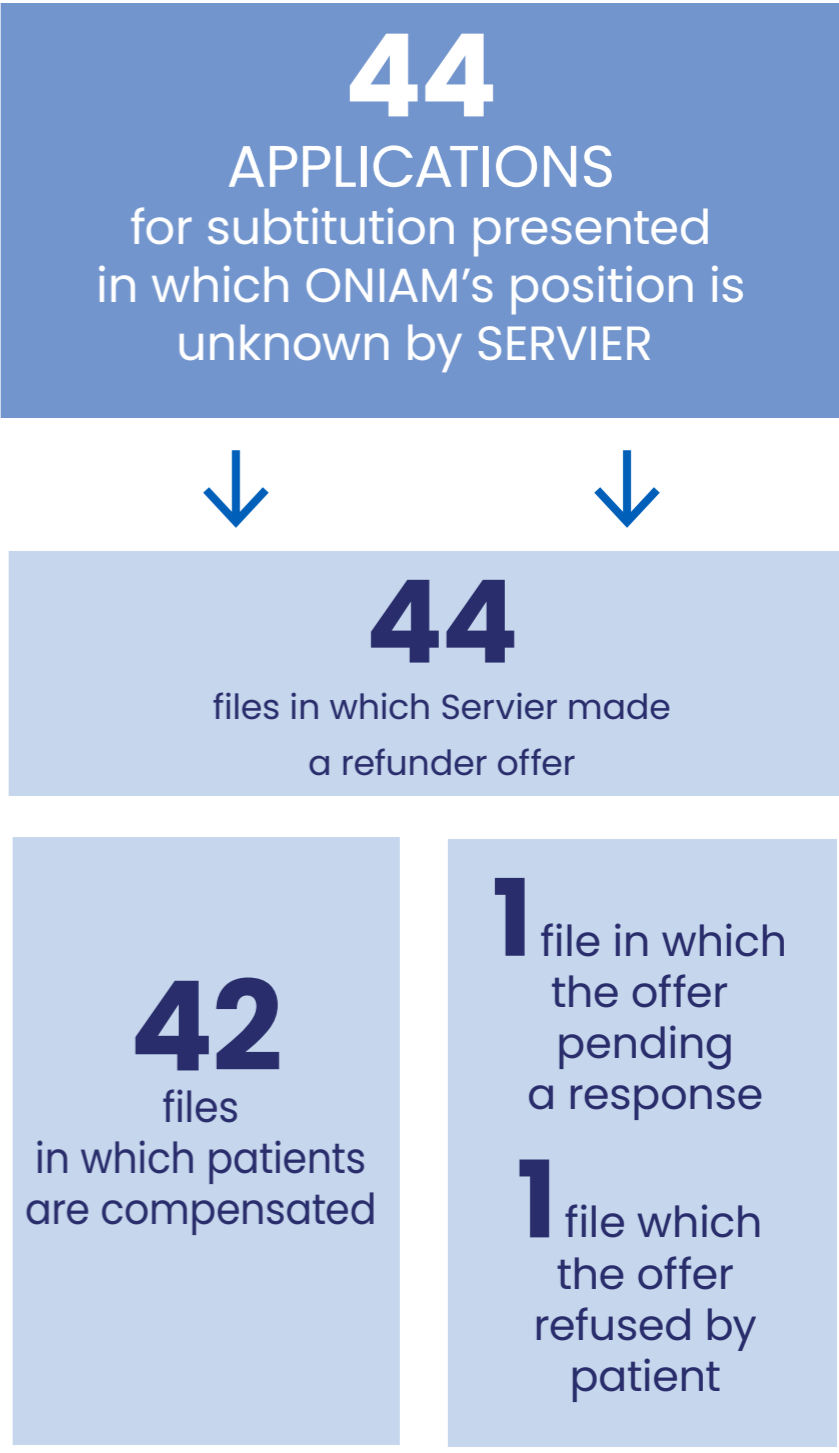 44
APPLICATIONS
for subtitution presented
in which ONIAM’s position is
unknown by SERVIER
44
files in which Servier made
a refunder offer
42
files
in which patients
are compensated
1 file in which
the offer
pending
a response
1 file which
the offer
refused by
patient